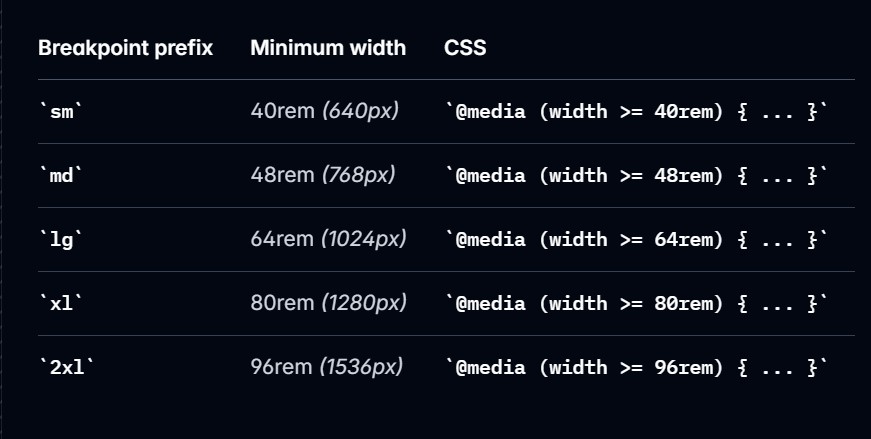 Breakpoint prefix Minimum width CSS
`sm` 40rem (640px) `@media (width >= 40rem) { ... }`
`md` 48rem (768px) `@media (width >= 48rem) { ... }`
`lg` 64rem (1024px) `@media (width >= 64rem) { ... }`
`xl` 80rem (1280px) `@media (width >= 80rem) { ... }`
`2xl` 96rem (1536px) `@media (width >= 96rem) { ... }`